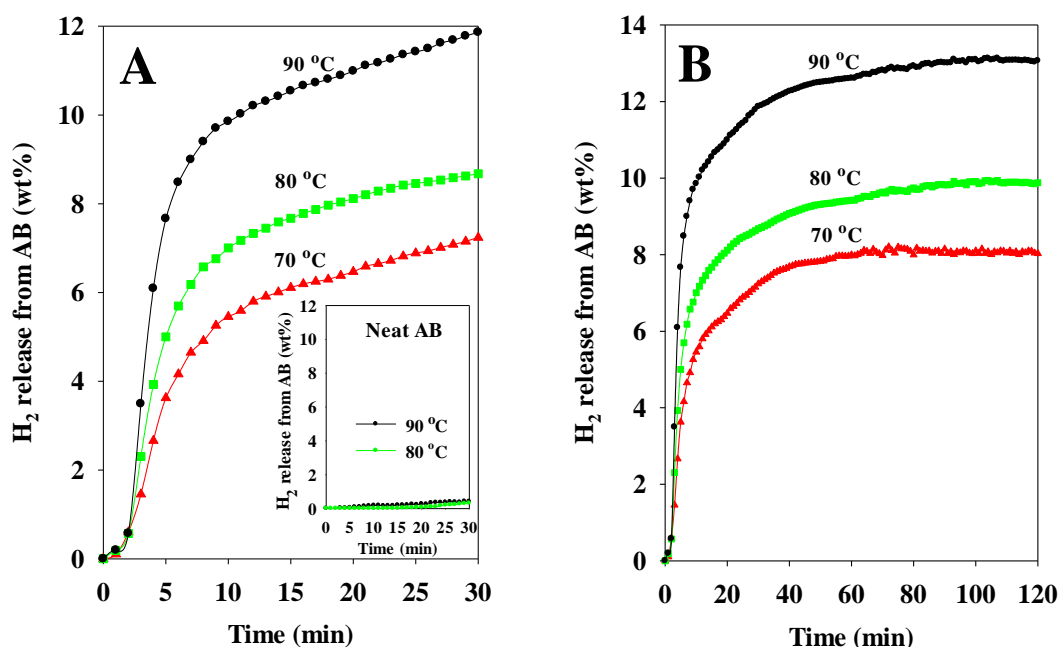 A
H₂ release from AB (wt%)
12
10
8
6
4
2
0
90 °C
80 °C
70 °C
0 5 10 15 20 25 30
Time (min)
Neat AB
H₂ release from AB (wt%)
12
10
8
6
4
2
0
90 °C
80 °C
0 5 10 15 20 25 30
Time (min)
B
H₂ release from AB (wt%)
14
12
10
8
6
4
2
0
90 °C
80 °C
70 °C
0 20 40 60 80 100 120
Time (min)